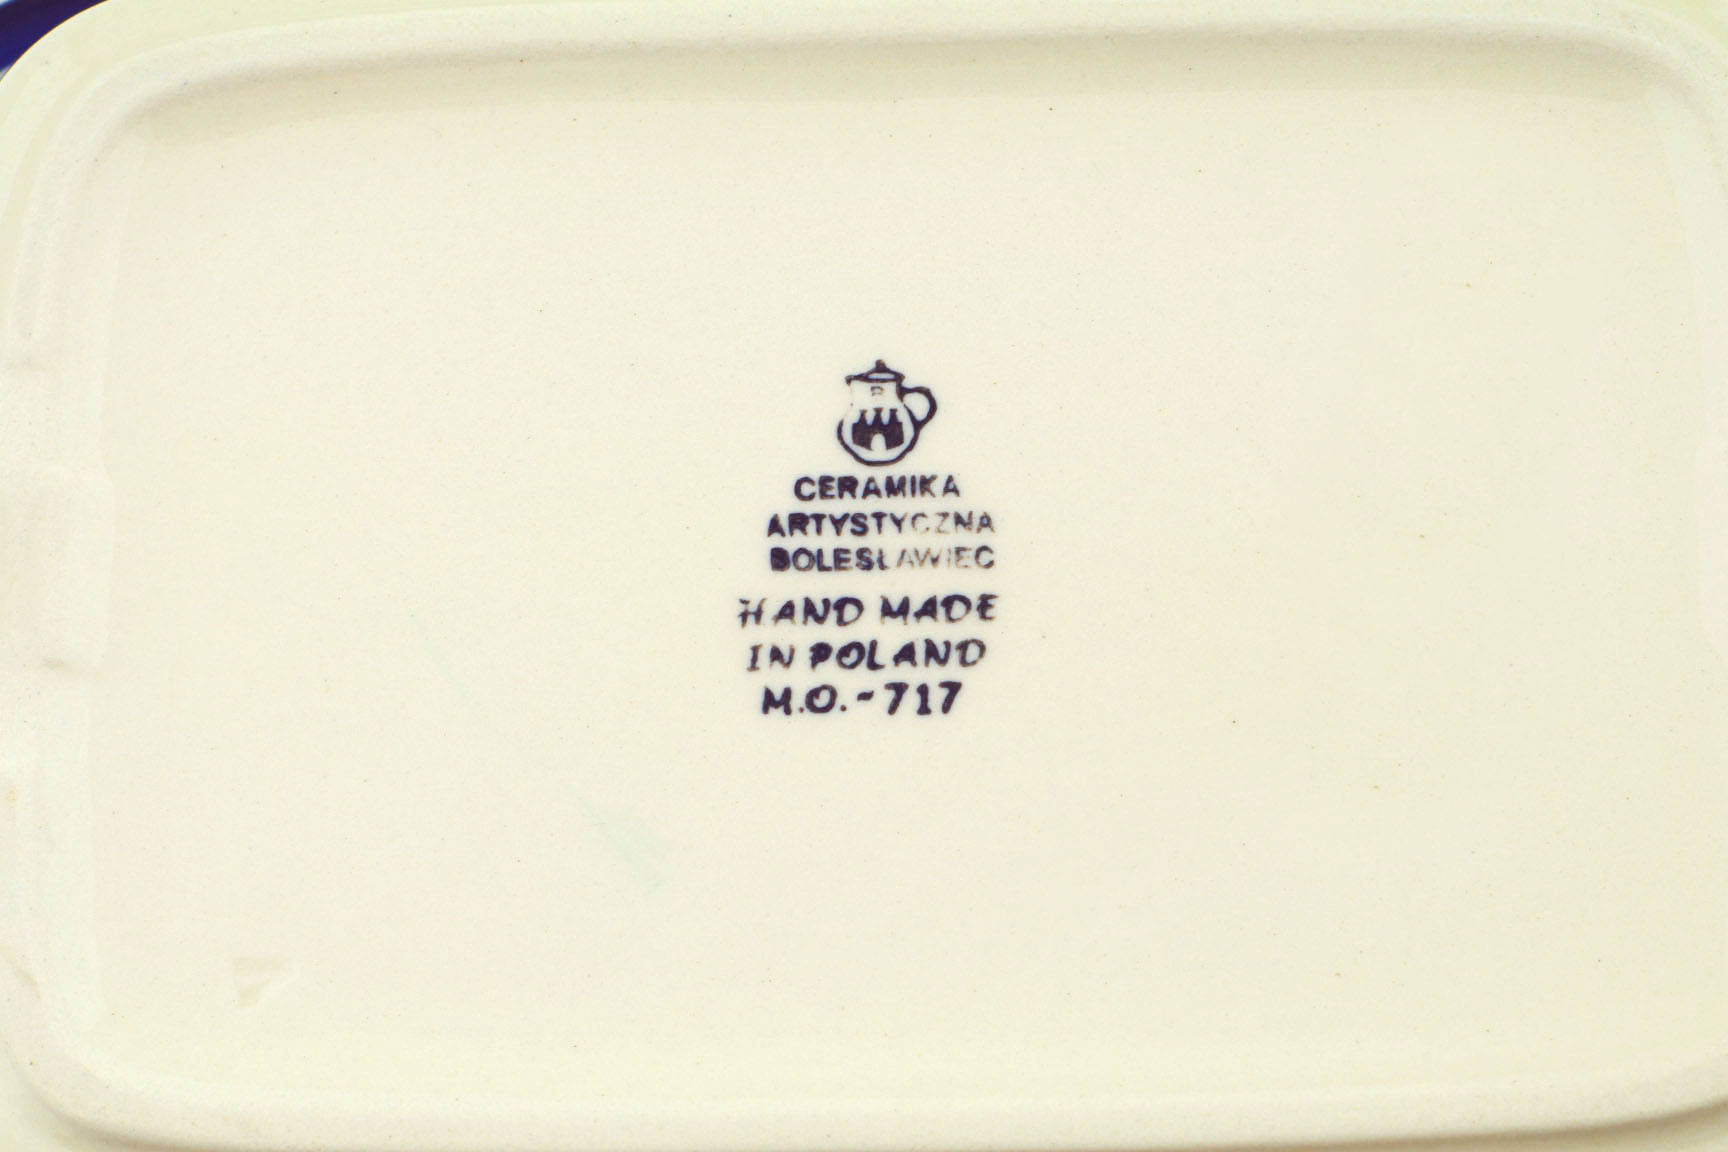 CERAMIKA
ARTYSTYCZNA
BOLESŁAWIEC
HAND MADE
IN POLAND
M.O.-717